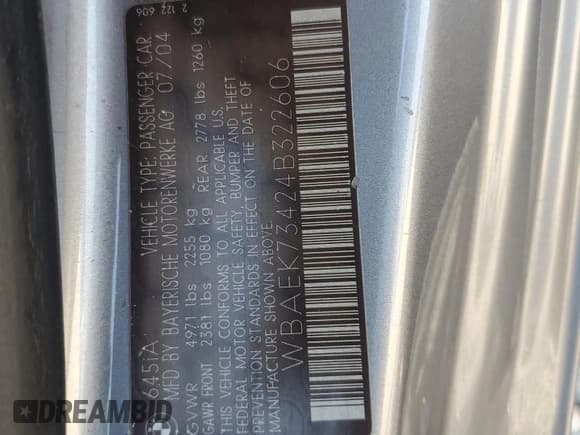 645iA
VEHICLE TYPE: PASSENGER CAR
MFD BY BAYERISCHE MOTORENWERKE AG 07/04
GVWR 4971 lbs 2255 kg
GAWR FRONT 2381 lbs 1080 kg REAR 2778 lbs 1260 kg
THIS VEHICLE CONFORMS TO ALL APPLICABLE U.S.
FEDERAL MOTOR VEHICLE SAFETY, BUMPER AND THEFT
PREVENTION STANDARDS IN EFFECT ON THE DATE OF
MANUFACTURE SHOWN ABOVE.
WBAEK73424B322606
2 122 606
DREAMBID